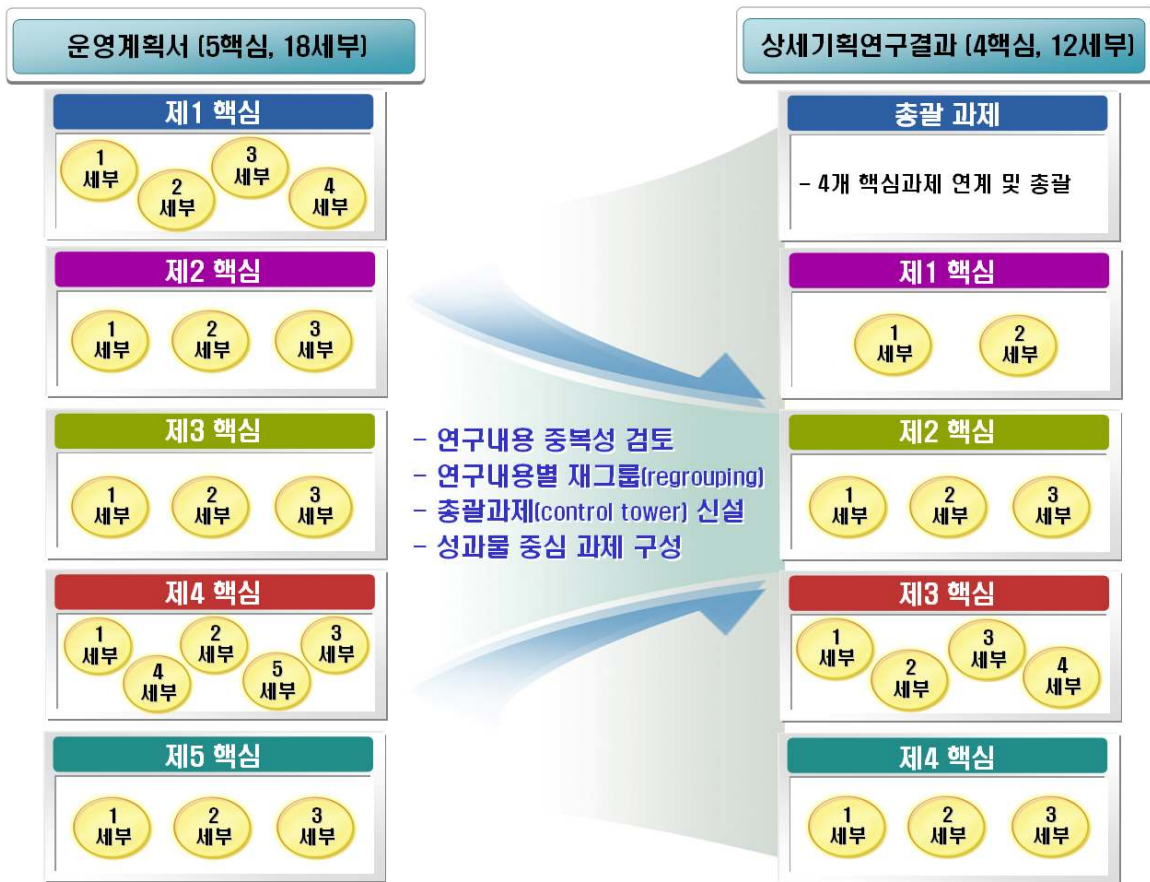 운영계획서 (5핵심, 18세부)
제1 핵심
1
세부
2
세부
3
세부
4
세부
제2 핵심
1
세부
2
세부
3
세부
제3 핵심
1
세부
2
세부
3
세부
제4 핵심
1
세부
4
세부
2
세부
5
세부
3
세부
제5 핵심
1
세부
2
세부
3
세부
- 연구내용 중복성 검토
- 연구내용별 재그룹(regrouping)
- 총괄과제(control tower) 신설
- 성과물 중심 과제 구성
상세기획연구결과 (4핵심, 12세부)
총괄 과제
- 4개 핵심과제 연계 및 총괄
제1 핵심
1
세부
2
세부
제2 핵심
1
세부
2
세부
3
세부
제3 핵심
1
세부
2
세부
3
세부
4
세부
제4 핵심
1
세부
2
세부
3
세부